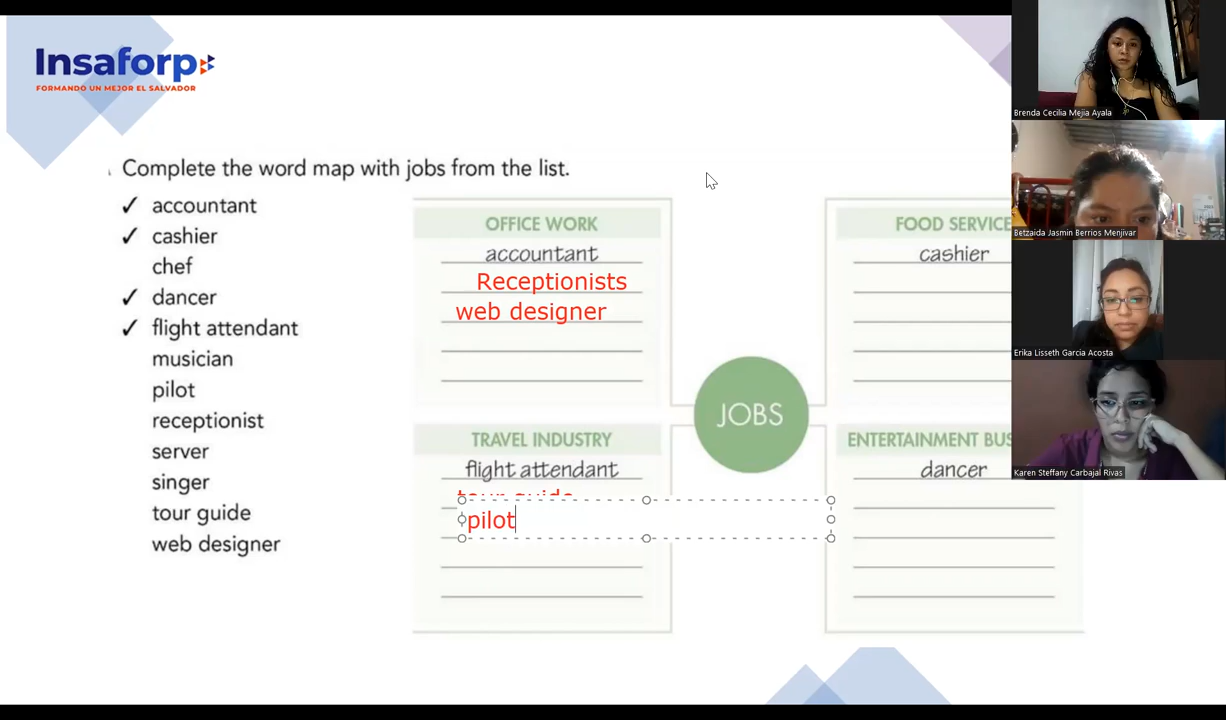 Insaforp
FORMANDO UN MEJOR EL SALVADOR
Complete the word map with jobs from the list.
✓ accountant
✓ cashier
chef
✓ dancer
✓ flight attendant
musician
pilot
receptionist
server
singer
tour guide
web designer
OFFICE WORK
accountant
Receptionists
web designer
FOOD SERVICE
cashier
JOBS
TRAVEL INDUSTRY
flight attendant
tour guide
pilot
ENTERTAINMENT BUS
dancer
Brenda Cecilia Mejia Ayala
Betzaida Jasmin Berrios Menjivar
Erika Lisseth Garcia Acosta
Karen Steffany Carbajal Rivas